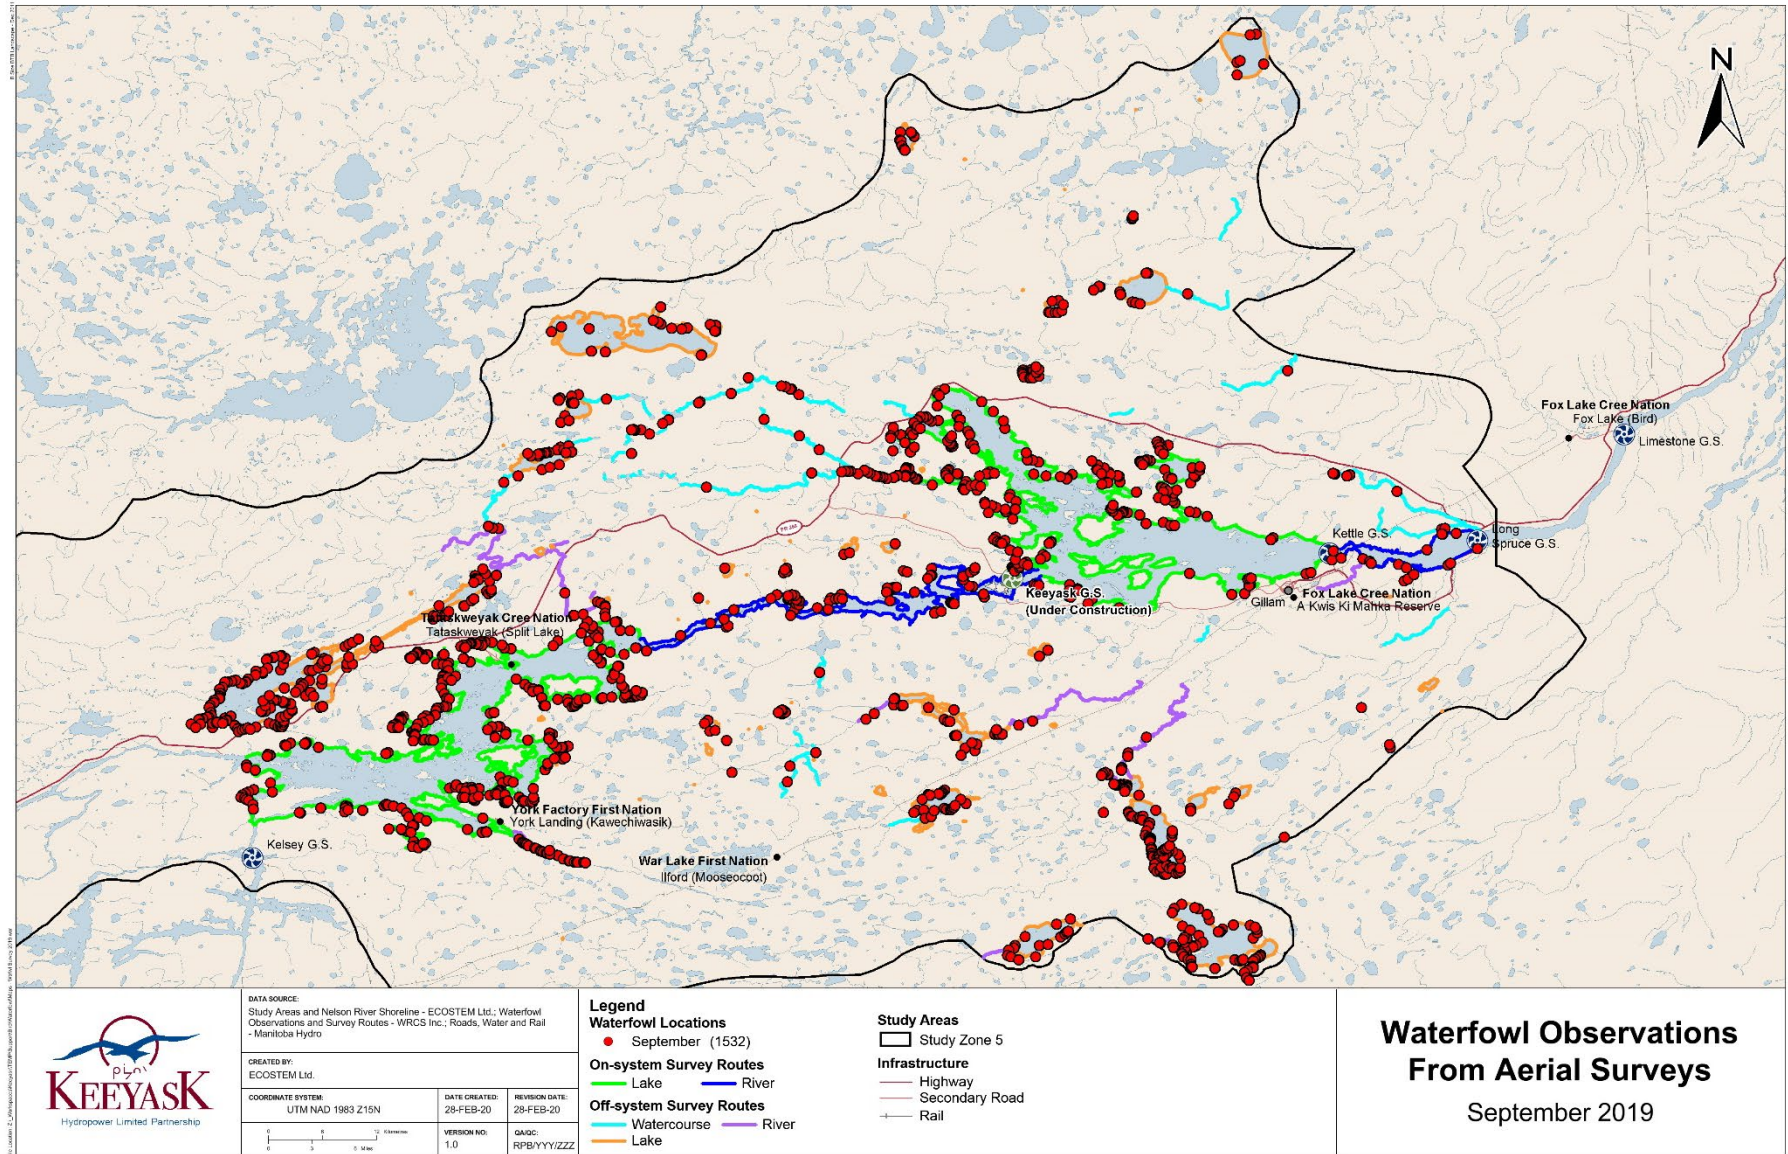 N
Fox Lake Cree Nation
Fox Lake (Bird)
Limestone G.S.
PR 280
Kettle G.S.
Long
Spruce G.S.
Keeyask G.S.
(Under Construction)
Gillam
Fox Lake Cree Nation
A Kwis Ki Mahka Reserve
Tataskweyak Cree Nation
Tataskweyak (Split Lake)
York Factory First Nation
York Landing (Kawechiwasik)
Kelsey G.S.
War Lake First Nation
Ilford (Mooseocoot)
KEEYASK
Hydropower Limited Partnership
DATA SOURCE:
Study Areas and Nelson River Shoreline - ECOSTEM Ltd.; Waterfowl
Observations and Survey Routes - WRCS Inc.; Roads, Water and Rail
- Manitoba Hydro
CREATED BY:
ECOSTEM Ltd.
COORDINATE SYSTEM:
UTM NAD 1983 Z15N
DATE CREATED:
28-FEB-20
REVISION DATE:
28-FEB-20
VERSION NO:
1.0
QA/QC:
RPB/YYY/ZZZ
Legend
Waterfowl Locations
September (1532)
On-system Survey Routes
Lake
River
Off-system Survey Routes
Watercourse
River
Lake
Study Areas
Study Zone 5
Infrastructure
Highway
Secondary Road
Rail
Waterfowl Observations
From Aerial Surveys
September 2019